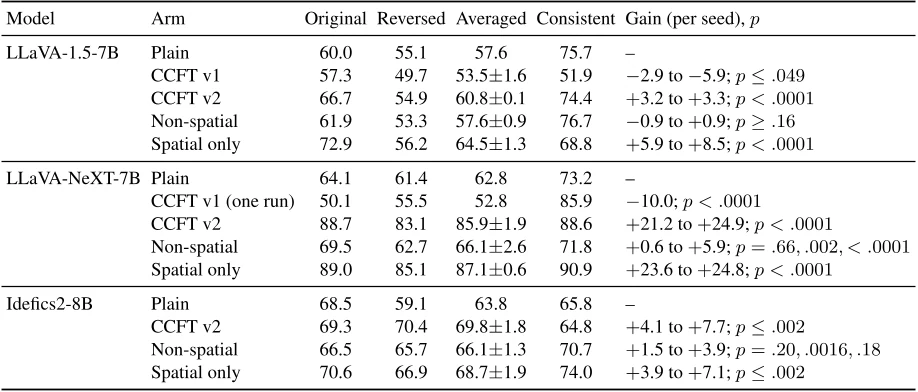 Model Arm Original Reversed Averaged Consistent Gain (per seed), p
LLaVA-1.5-7B Plain 60.0 55.1 57.6 75.7 –
CCFT v1 57.3 49.7 53.5±1.6 51.9 −2.9 to −5.9; p ≤ .049
CCFT v2 66.7 54.9 60.8±0.1 74.4 +3.2 to +3.3; p < .0001
Non-spatial 61.9 53.3 57.6±0.9 76.7 −0.9 to +0.9; p ≥ .16
Spatial only 72.9 56.2 64.5±1.3 68.8 +5.9 to +8.5; p < .0001
LLaVA-NeXT-7B Plain 64.1 61.4 62.8 73.2 –
CCFT v1 (one run) 50.1 55.5 52.8 85.9 −10.0; p < .0001
CCFT v2 88.7 83.1 85.9±1.9 88.6 +21.2 to +24.9; p < .0001
Non-spatial 69.5 62.7 66.1±2.6 71.8 +0.6 to +5.9; p = .66, .002, < .0001
Spatial only 89.0 85.1 87.1±0.6 90.9 +23.6 to +24.8; p < .0001
Idefics2-8B Plain 68.5 59.1 63.8 65.8 –
CCFT v2 69.3 70.4 69.8±1.8 64.8 +4.1 to +7.7; p ≤ .002
Non-spatial 66.5 65.7 66.1±1.3 70.7 +1.5 to +3.9; p = .20, .0016, .18
Spatial only 70.6 66.9 68.7±1.9 74.0 +3.9 to +7.1; p ≤ .002